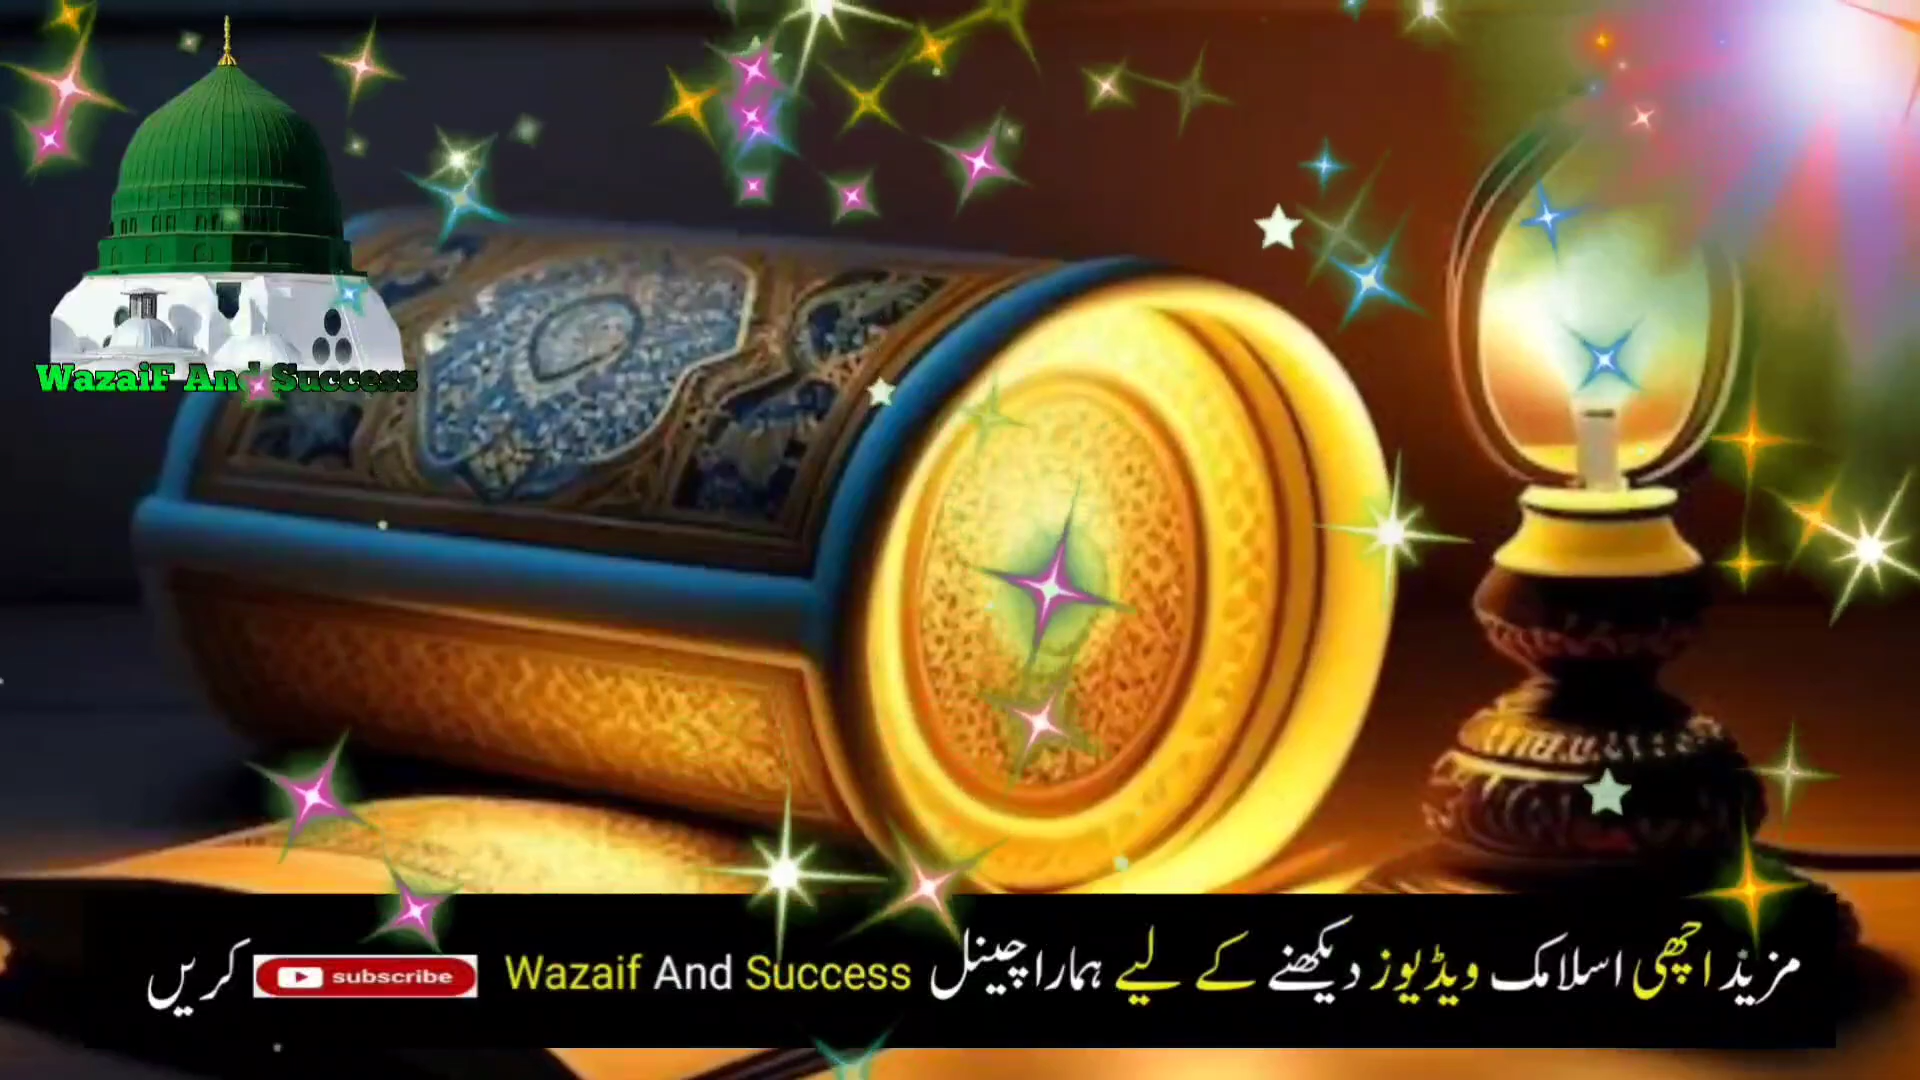 WazaiF And Success
مزید اچھی اسلامک ویڈیوز دیکھنے کے لیے ہمارا چینل Wazaif And Success subscribe کریں